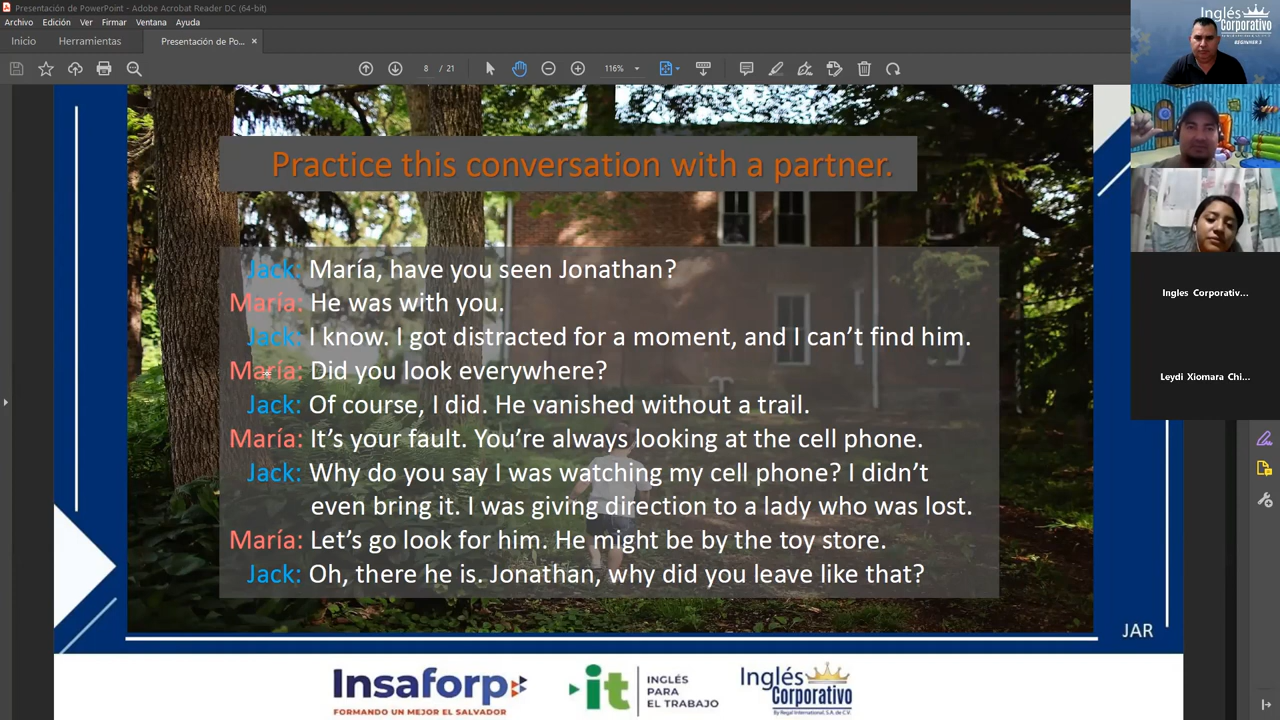 Presentación de PowerPoint - Adobe Acrobat Reader DC (64-bit)
Archivo Edición Ver Firmar Ventana Ayuda
Inicio Herramientas Presentación de Po... ×
8 / 21 116%
Practice this conversation with a partner.
Jack: María, have you seen Jonathan?
María: He was with you.
Jack: I know. I got distracted for a moment, and I can't find him.
María: Did you look everywhere?
Jack: Of course, I did. He vanished without a trail.
María: It's your fault. You're always looking at the cell phone.
Jack: Why do you say I was watching my cell phone? I didn't
even bring it. I was giving direction to a lady who was lost.
María: Let's go look for him. He might be by the toy store.
Jack: Oh, there he is. Jonathan, why did you leave like that?
JAR
Insaforp
FORMANDO UN MEJOR EL SALVADOR
it
INGLÉS
PARA
EL TRABAJO
Inglés
Corporativo
By Regal International, S.A. de C.V.
Inglés
Corporativo
BEGINNER 2
Ingles Corporativ...
Leydi Xiomara Chi...